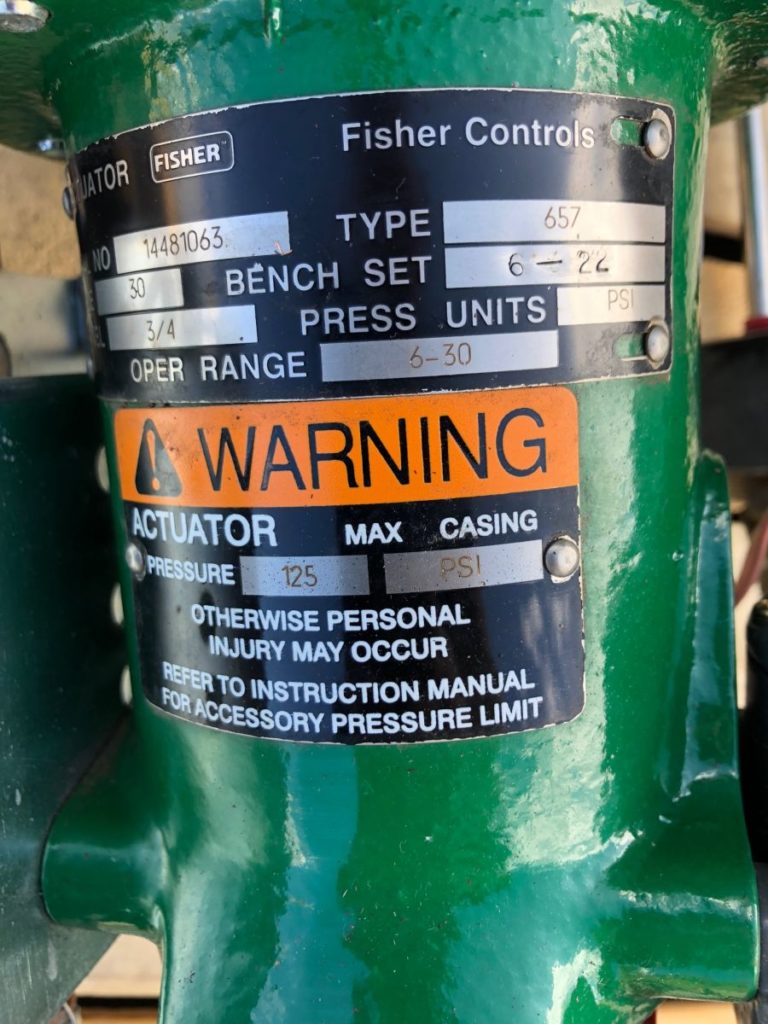 UATOR FISHER Fisher Controls
NO 14481063 TYPE 657
30 BENCH SET 6-22
3/4 PRESS UNITS PSI
OPER RANGE 6-30
WARNING
ACTUATOR MAX CASING
PRESSURE 125 PSI
OTHERWISE PERSONAL
INJURY MAY OCCUR
REFER TO INSTRUCTION MANUAL
FOR ACCESSORY PRESSURE LIMIT